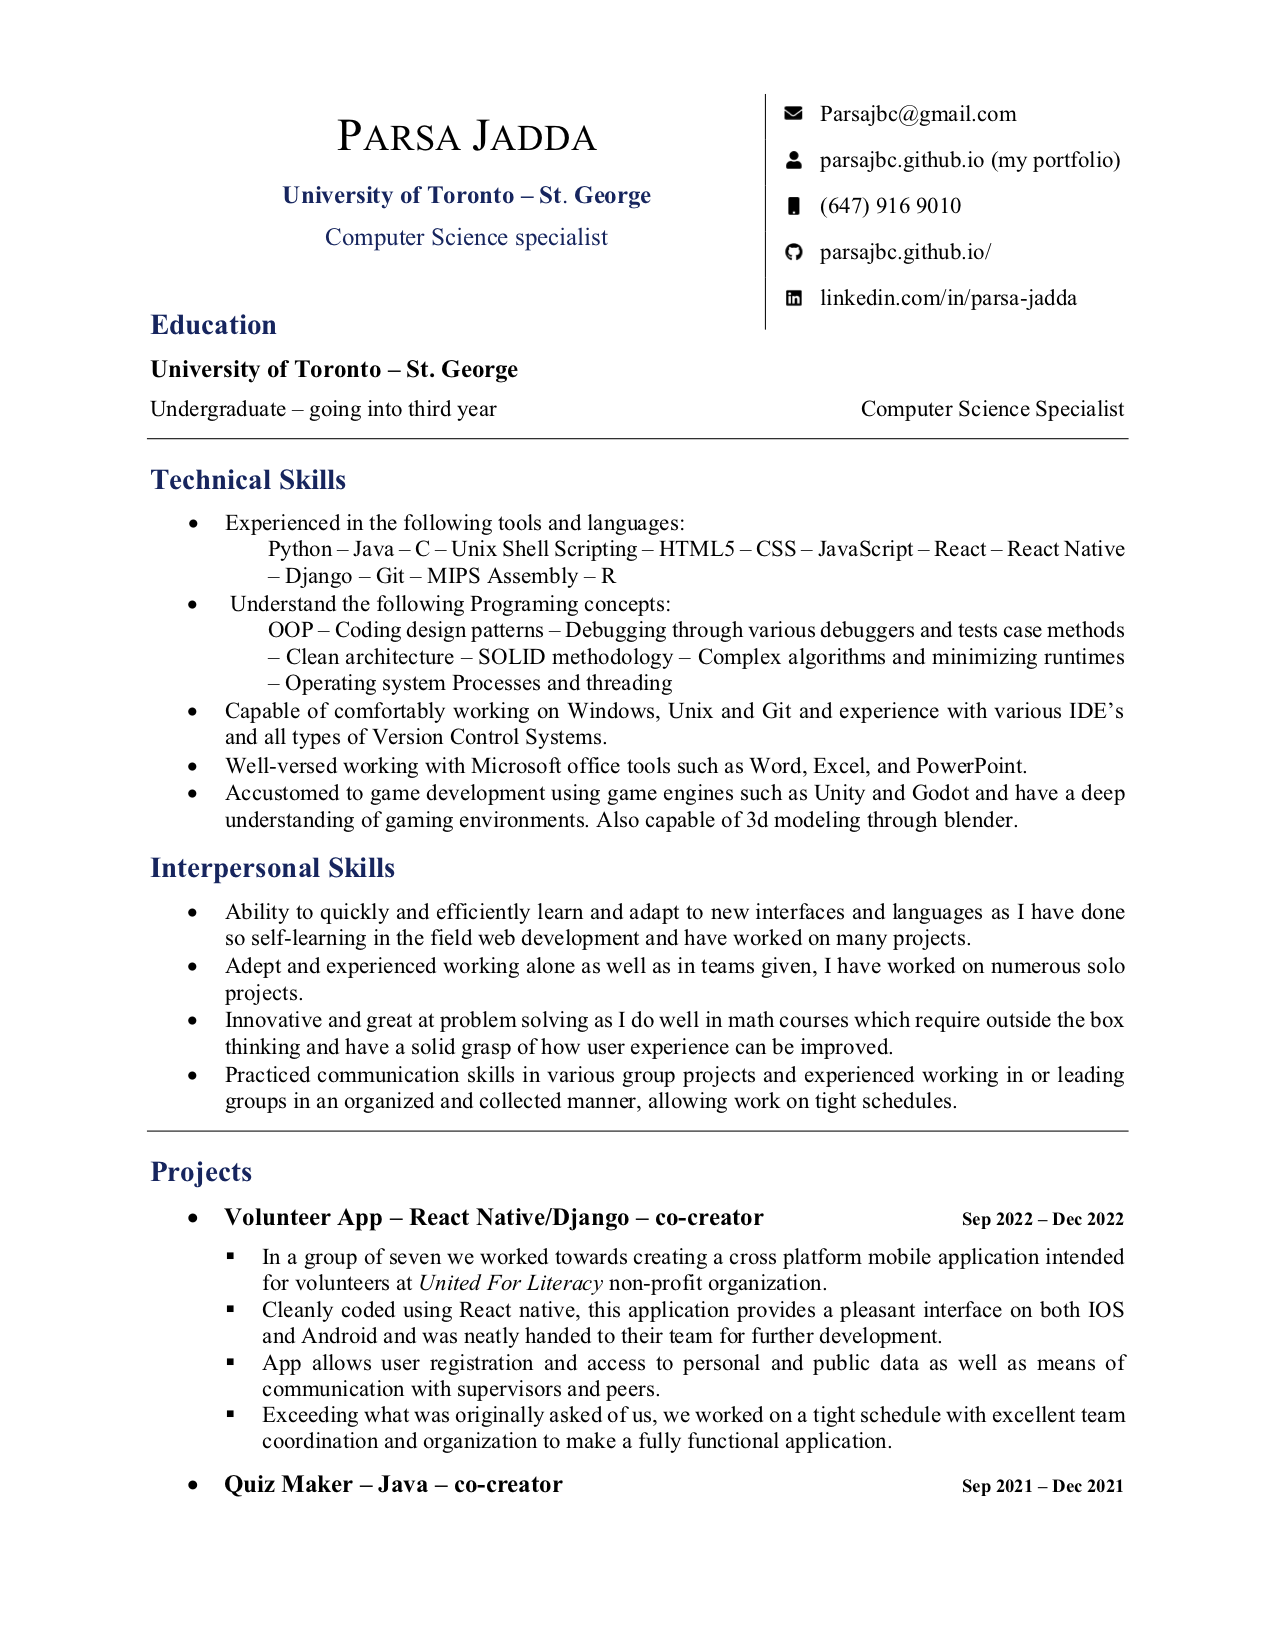 PARSA JADDA
University of Toronto – St. George
Computer Science specialist
Parsajbc@gmail.com
parsajbc.github.io (my portfolio)
(647) 916 9010
parsajbc.github.io/
linkedin.com/in/parsa-jadda
Education
University of Toronto – St. George
Undergraduate – going into third year Computer Science Specialist
Technical Skills
• Experienced in the following tools and languages:
Python – Java – C – Unix Shell Scripting – HTML5 – CSS – JavaScript – React – React Native
– Django – Git – MIPS Assembly – R
• Understand the following Programing concepts:
OOP – Coding design patterns – Debugging through various debuggers and tests case methods
– Clean architecture – SOLID methodology – Complex algorithms and minimizing runtimes
– Operating system Processes and threading
• Capable of comfortably working on Windows, Unix and Git and experience with various IDE’s
and all types of Version Control Systems.
• Well-versed working with Microsoft office tools such as Word, Excel, and PowerPoint.
• Accustomed to game development using game engines such as Unity and Godot and have a deep
understanding of gaming environments. Also capable of 3d modeling through blender.
Interpersonal Skills
• Ability to quickly and efficiently learn and adapt to new interfaces and languages as I have done
so self-learning in the field web development and have worked on many projects.
• Adept and experienced working alone as well as in teams given, I have worked on numerous solo
projects.
• Innovative and great at problem solving as I do well in math courses which require outside the box
thinking and have a solid grasp of how user experience can be improved.
• Practiced communication skills in various group projects and experienced working in or leading
groups in an organized and collected manner, allowing work on tight schedules.
Projects
• Volunteer App – React Native/Django – co-creator Sep 2022 – Dec 2022
▪ In a group of seven we worked towards creating a cross platform mobile application intended
for volunteers at United For Literacy non-profit organization.
▪ Cleanly coded using React native, this application provides a pleasant interface on both IOS
and Android and was neatly handed to their team for further development.
▪ App allows user registration and access to personal and public data as well as means of
communication with supervisors and peers.
▪ Exceeding what was originally asked of us, we worked on a tight schedule with excellent team
coordination and organization to make a fully functional application.
• Quiz Maker – Java – co-creator Sep 2021 – Dec 2021